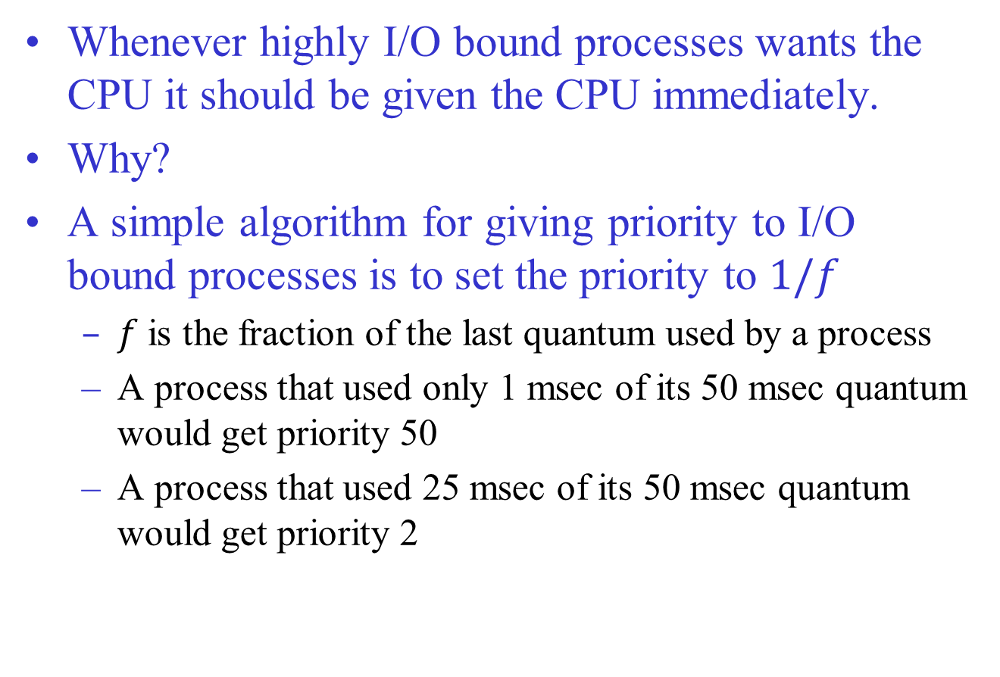 • Whenever highly I/O bound processes wants the
CPU it should be given the CPU immediately.
• Why?
• A simple algorithm for giving priority to I/O
bound processes is to set the priority to 1/f
– f is the fraction of the last quantum used by a process
– A process that used only 1 msec of its 50 msec quantum
would get priority 50
– A process that used 25 msec of its 50 msec quantum
would get priority 2